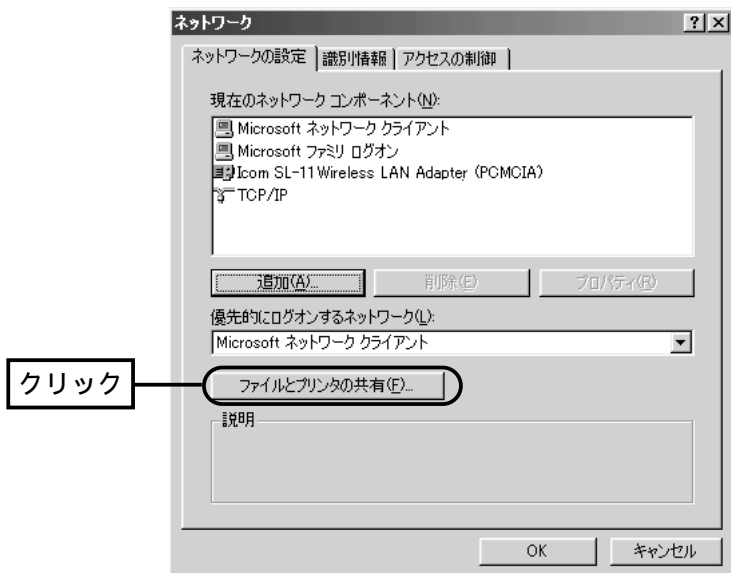 ネットワーク
ネットワークの設定 識別情報 アクセスの制御
現在のネットワーク コンポーネント(N):
Microsoft ネットワーク クライアント
Microsoft ファミリ ログオン
Icom SL-11Wireless LAN Adapter (PCMCIA)
TCP/IP
追加(A)... 削除(E) プロパティ(R)
優先的にログオンするネットワーク(L):
Microsoft ネットワーク クライアント
クリック
ファイルとプリンタの共有(F)...
説明
OK キャンセル